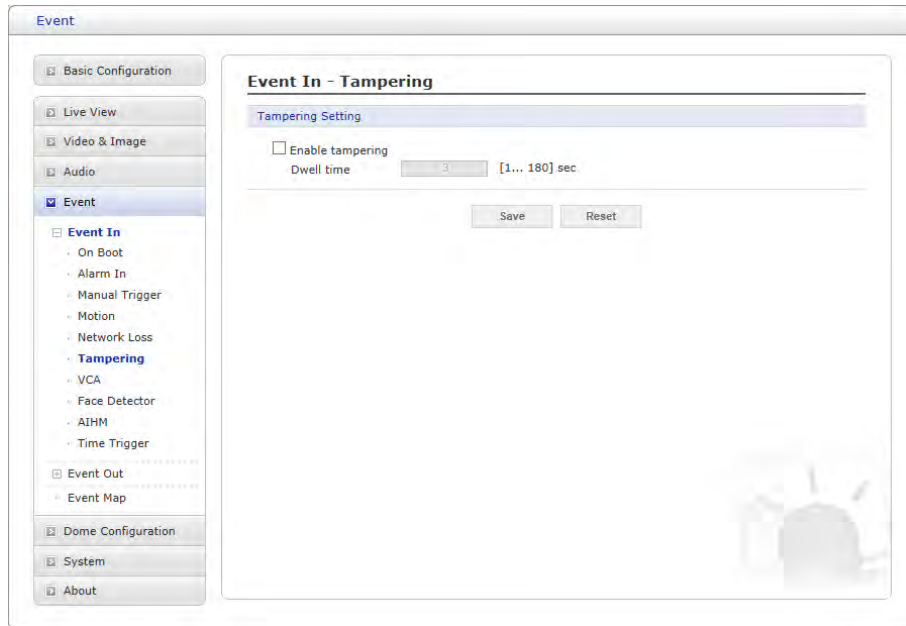 Event
Basic Configuration
Live View
Video & Image
Audio
Event
Event In
On Boot
Alarm In
Manual Trigger
Motion
Network Loss
Tampering
VCA
Face Detector
AIHM
Time Trigger
Event Out
Event Map
Dome Configuration
System
About
Event In - Tampering
Tampering Setting
Enable tampering
Dwell time 3 [1... 180] sec
Save Reset